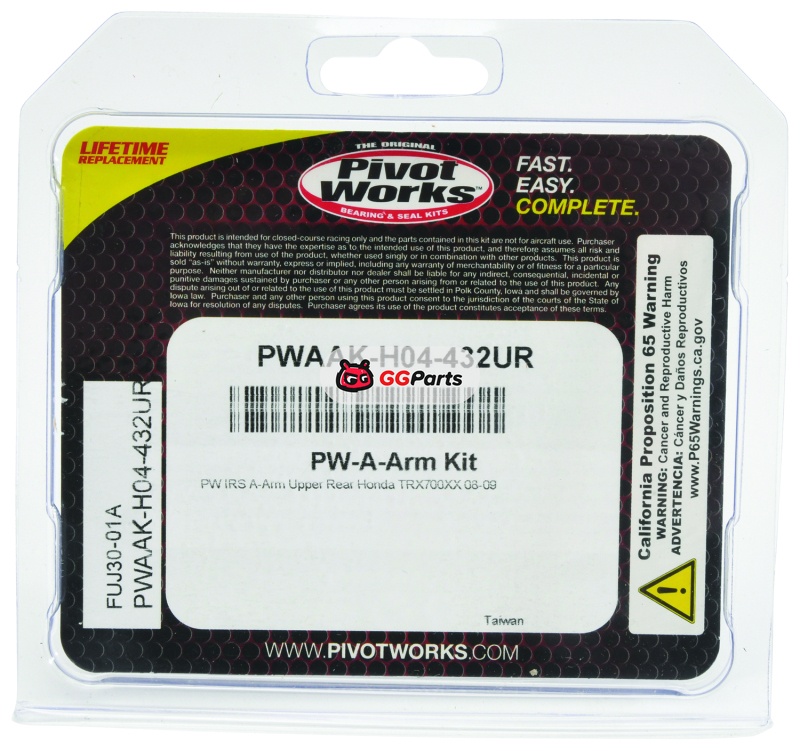 LIFETIME
REPLACEMENT
THE ORIGINAL
Pivot
Works™
BEARING & SEAL KITS
FAST.
EASY.
COMPLETE.
This product is intended for closed-course racing only and the parts contained in this kit are not for aircraft use. Purchaser
acknowledges that they have the expertise as to the intended use of this product, and therefore assumes all risk and
liability resulting from use of the product, whether used singly or in combination with other products. This product is
sold "as-is" without warranty, express or implied, including any warranty of merchantability or of fitness for a particular
purpose. Neither manufacturer nor distributor nor dealer shall be liable for any indirect, consequential, incidental or
punitive damages sustained by purchaser or any other person arising from or related to the use of this product. Any
dispute arising out of or related to the use of this product must be settled in Polk County, Iowa and shall be governed by
Iowa law. Purchaser and any other person using this product consent to the jurisdiction of the courts of the State of
Iowa for resolution of any disputes. Purchaser agrees its use of the product constitutes acceptance of these terms.
PWAAK-H04-432UR
GGParts
PW-A-Arm Kit
PW IRS A-Arm Upper Rear Honda TRX700XX 08-09
Taiwan
FUJ30-01A
PWAAK-H04-432UR
California Proposition 65 Warning
WARNING: Cancer and Reproductive Harm
ADVERTENCIA: Cáncer y Daños Reproductivos
www.P65Warnings.ca.gov
WWW.PIVOTWORKS.COM